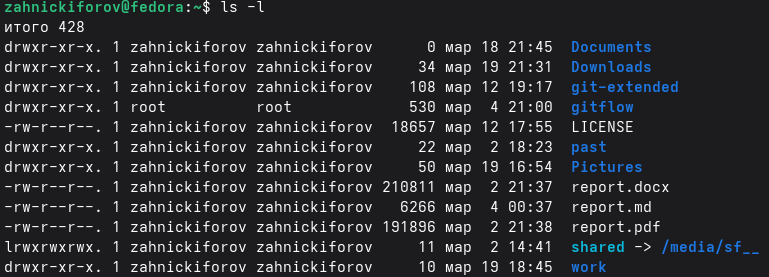 zahnickiforov@fedora:~$ ls -l
итого 428
drwxr-xr-x. 1 zahnickiforov zahnickiforov      0 мар 18 21:45  Documents
drwxr-xr-x. 1 zahnickiforov zahnickiforov     34 мар 19 21:31  Downloads
drwxr-xr-x. 1 zahnickiforov zahnickiforov    108 мар 12 19:17  git-extended
drwxr-xr-x. 1 root          root             530 мар  4 21:00  gitflow
-rw-r--r--. 1 zahnickiforov zahnickiforov  18657 мар 12 17:55  LICENSE
drwxr-xr-x. 1 zahnickiforov zahnickiforov     22 мар  2 18:23  past
drwxr-xr-x. 1 zahnickiforov zahnickiforov     50 мар 19 16:54  Pictures
-rw-r--r--. 1 zahnickiforov zahnickiforov 210811 мар  2 21:37  report.docx
-rw-r--r--. 1 zahnickiforov zahnickiforov   6266 мар  4 00:37  report.md
-rw-r--r--. 1 zahnickiforov zahnickiforov 191896 мар  2 21:38  report.pdf
lrwxrwxrwx. 1 zahnickiforov zahnickiforov     11 мар  2 14:41  shared -> /media/sf__
drwxr-xr-x. 1 zahnickiforov zahnickiforov     10 мар 19 18:45  work